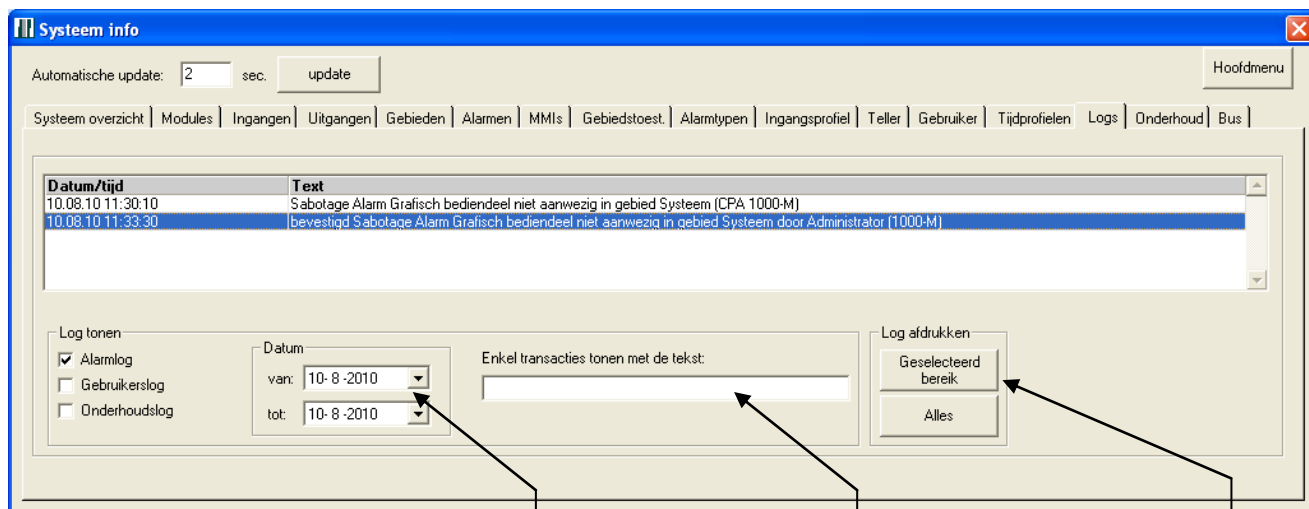 Systeem info
Automatische update: 2 sec. update Hoofdmenu
Systeem overzicht Modules Ingangen Uitgangen Gebieden Alarmen MMIs Gebiedstoest. Alarmtypen Ingangsprofiel Teller Gebruiker Tijdprofielen Logs Onderhoud Bus
Datum/tijd Text
10.08.10 11:30:10 Sabotage Alarm Grafisch bediendeel niet aanwezig in gebied Systeem (CPA 1000-M)
10.08.10 11:33:30 bevestigd Sabotage Alarm Grafisch bediendeel niet aanwezig in gebied Systeem door Administrator (1000-M)
Log tonen
Alarmlog
Gebruikerslog
Onderhoudslog
Datum
van: 10- 8 -2010
tot: 10- 8 -2010
Enkel transacties tonen met de tekst:
Log afdrukken
Geselecteerd
bereik
Alles